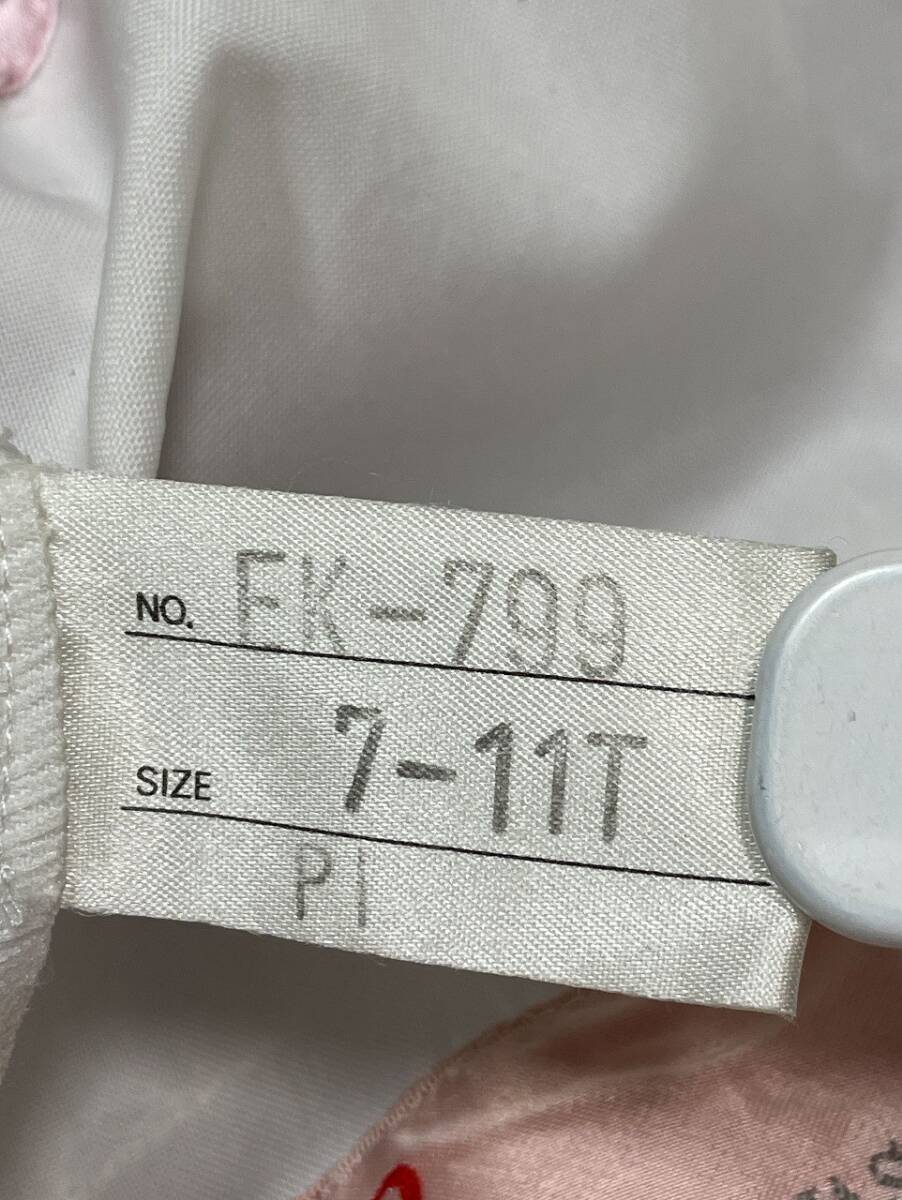 NO. FK-799
SIZE 7-11T
PI